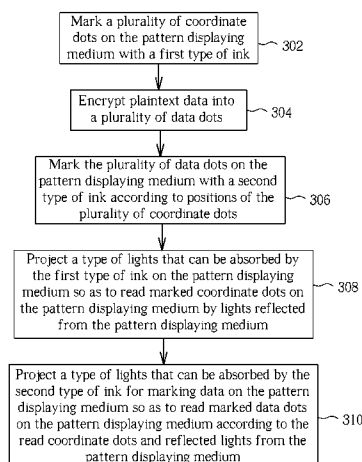 Mark a plurality of coordinate
dots on the pattern displaying
medium with a first type of ink
302
Encrypt plaintext data into
a plurality of data dots
304
Mark the plurality of data dots on the
pattern displaying medium with a second
type of ink according to positions of the
plurality of coordinate dots
306
Project a type of lights that can be absorbed by
the first type of ink on the pattern displaying
medium so as to read marked coordinate dots on
the pattern displaying medium by lights reflected
from the pattern displaying medium
308
Project a type of lights that can be absorbed by the
second type of ink for marking data on the pattern
displaying medium so as to read marked data dots
on the pattern displaying medium according to the
read coordinate dots and reflected lights from the
pattern displaying medium
310